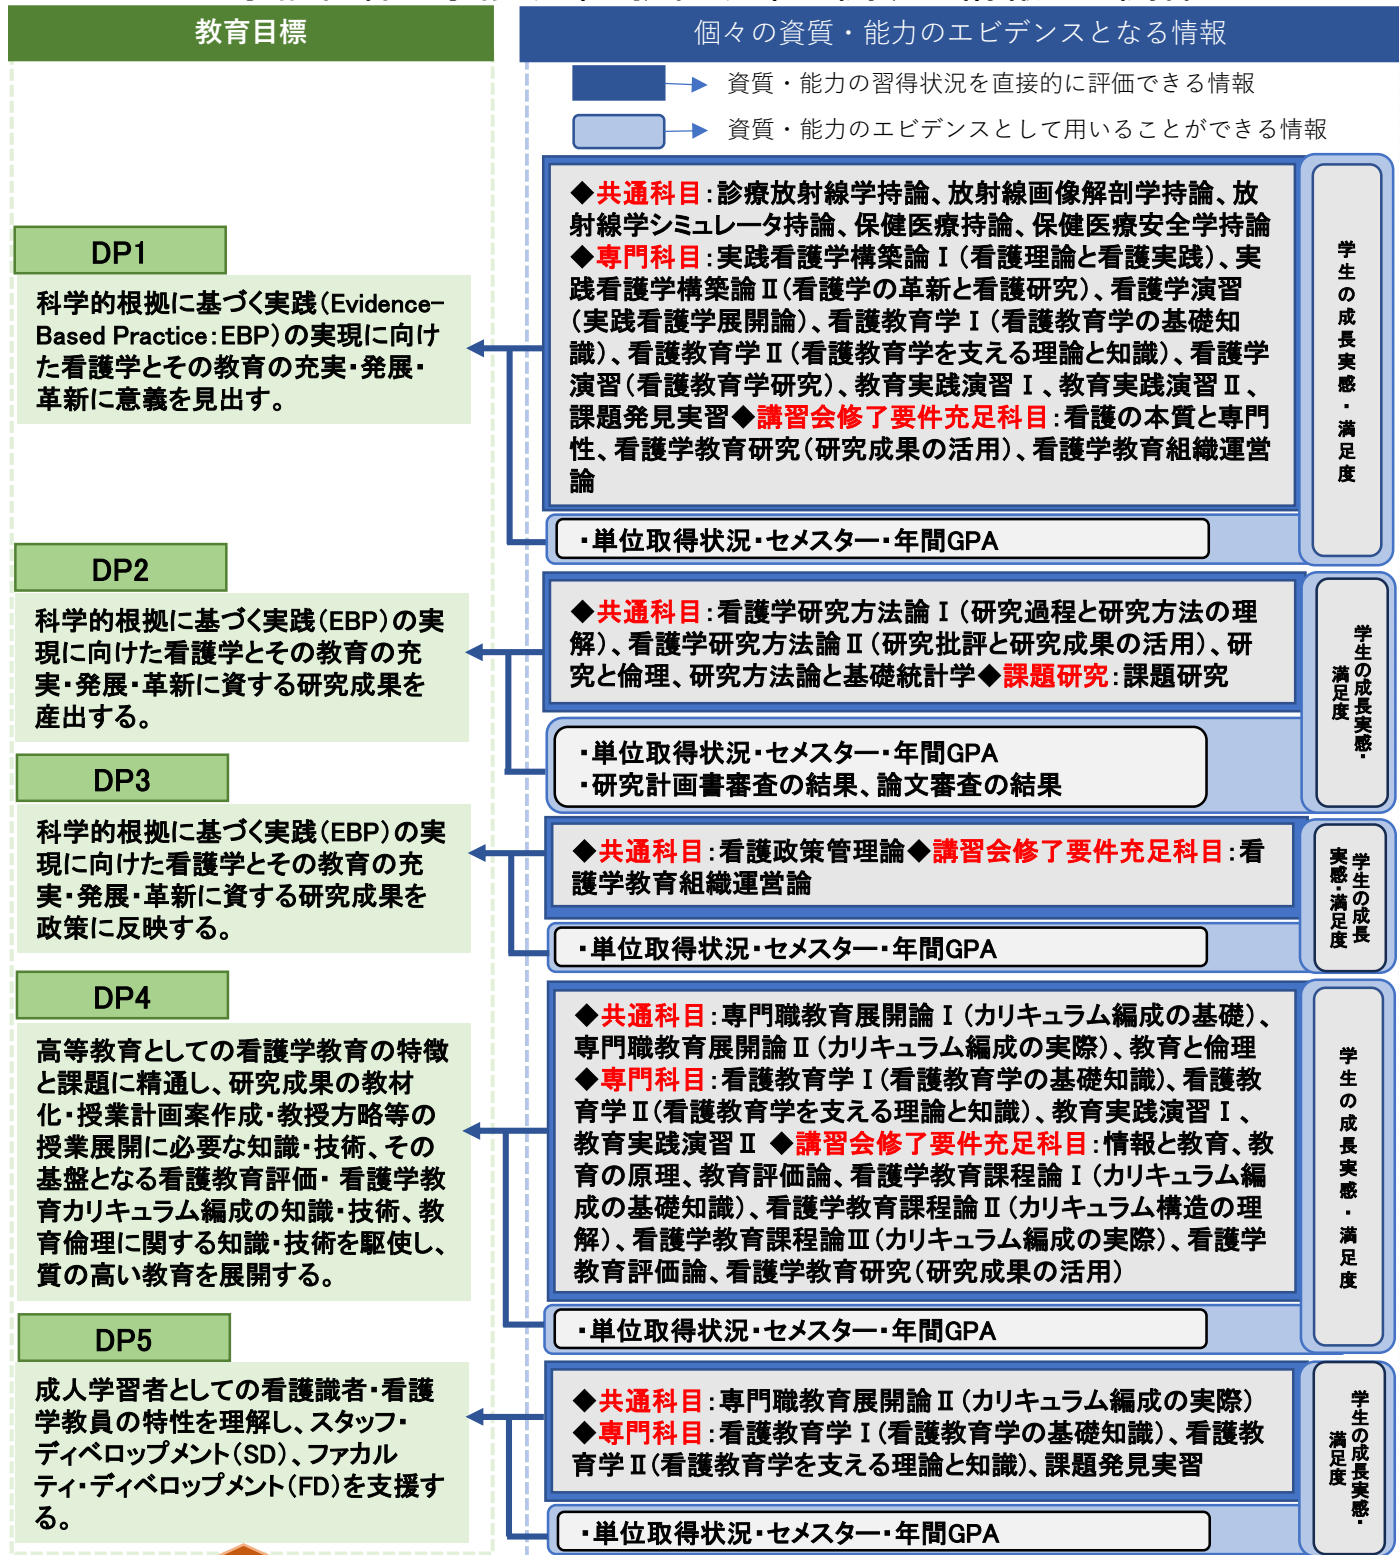 教育目標
個々の資質・能力のエビデンスとなる情報
資質・能力の習得状況を直接的に評価できる情報
資質・能力のエビデンスとして用いることができる情報
DP1
科学的根拠に基づく実践（Evidence-
Based Practice：EBP）の実現に向け
た看護学とその教育の充実・発展・
革新に意義を見出す。
◆共通科目：診療放射線学持論、放射線画像解剖学持論、放
射線学シミュレータ持論、保健医療持論、保健医療安全学持論
◆専門科目：実践看護学構築論Ⅰ（看護理論と看護実践）、実
践看護学構築論Ⅱ（看護学の革新と看護研究）、看護学演習
（実践看護学展開論）、看護教育学Ⅰ（看護教育学の基礎知
識）、看護教育学Ⅱ（看護教育学を支える理論と知識）、看護学
演習（看護教育学研究）、教育実践演習Ⅰ、教育実践演習Ⅱ、
課題発見実習◆講習会修了要件充足科目：看護の本質と専門
性、看護学教育研究（研究成果の活用）、看護学教育組織運営
論
・単位取得状況・セメスター・年間GPA
学生の成長実感・満足度
DP2
科学的根拠に基づく実践（EBP）の実
現に向けた看護学とその教育の充
実・発展・革新に資する研究成果を
産出する。
◆共通科目：看護学研究方法論Ⅰ（研究過程と研究方法の理
解）、看護学研究方法論Ⅱ（研究批評と研究成果の活用）、研
究と倫理、研究方法論と基礎統計学◆課題研究：課題研究
・単位取得状況・セメスター・年間GPA
・研究計画書審査の結果、論文審査の結果
学生の成長実感・
満足度
DP3
科学的根拠に基づく実践（EBP）の実
現に向けた看護学とその教育の充
実・発展・革新に資する研究成果を
政策に反映する。
◆共通科目：看護政策管理論◆講習会修了要件充足科目：看
護学教育組織運営論
・単位取得状況・セメスター・年間GPA
学生の成長
実感・満足度
DP4
高等教育としての看護学教育の特徴
と課題に精通し、研究成果の教材
化・授業計画案作成・教授方略等の
授業展開に必要な知識・技術、その
基盤となる看護教育評価・ 看護学教
育カリキュラム編成の知識・技術、教
育倫理に関する知識・技術を駆使し、
質の高い教育を展開する。
◆共通科目：専門職教育展開論Ⅰ（カリキュラム編成の基礎）、
専門職教育展開論Ⅱ（カリキュラム編成の実際）、教育と倫理
◆専門科目：看護教育学Ⅰ（看護教育学の基礎知識）、看護教
育学Ⅱ（看護教育学を支える理論と知識）、教育実践演習Ⅰ、
教育実践演習Ⅱ ◆講習会修了要件充足科目：情報と教育、教
育の原理、教育評価論、看護学教育課程論Ⅰ（カリキュラム編
成の基礎知識）、看護学教育課程論Ⅱ（カリキュラム構造の理
解）、看護学教育課程論Ⅲ（カリキュラム編成の実際）、看護学
教育評価論、看護学教育研究（研究成果の活用）
・単位取得状況・セメスター・年間GPA
学生の成長実感・満足度
DP5
成人学習者としての看護識者・看護
学教員の特性を理解し、スタッフ・
ディベロップメント（SD）、ファカル
ティ・ディベロップメント（FD）を支援す
る。
◆共通科目：専門職教育展開論Ⅱ（カリキュラム編成の実際）
◆専門科目：看護教育学Ⅰ（看護教育学の基礎知識）、看護教
育学Ⅱ（看護教育学を支える理論と知識）、課題発見実習
・単位取得状況・セメスター・年間GPA
学生の成長実感・
満足度